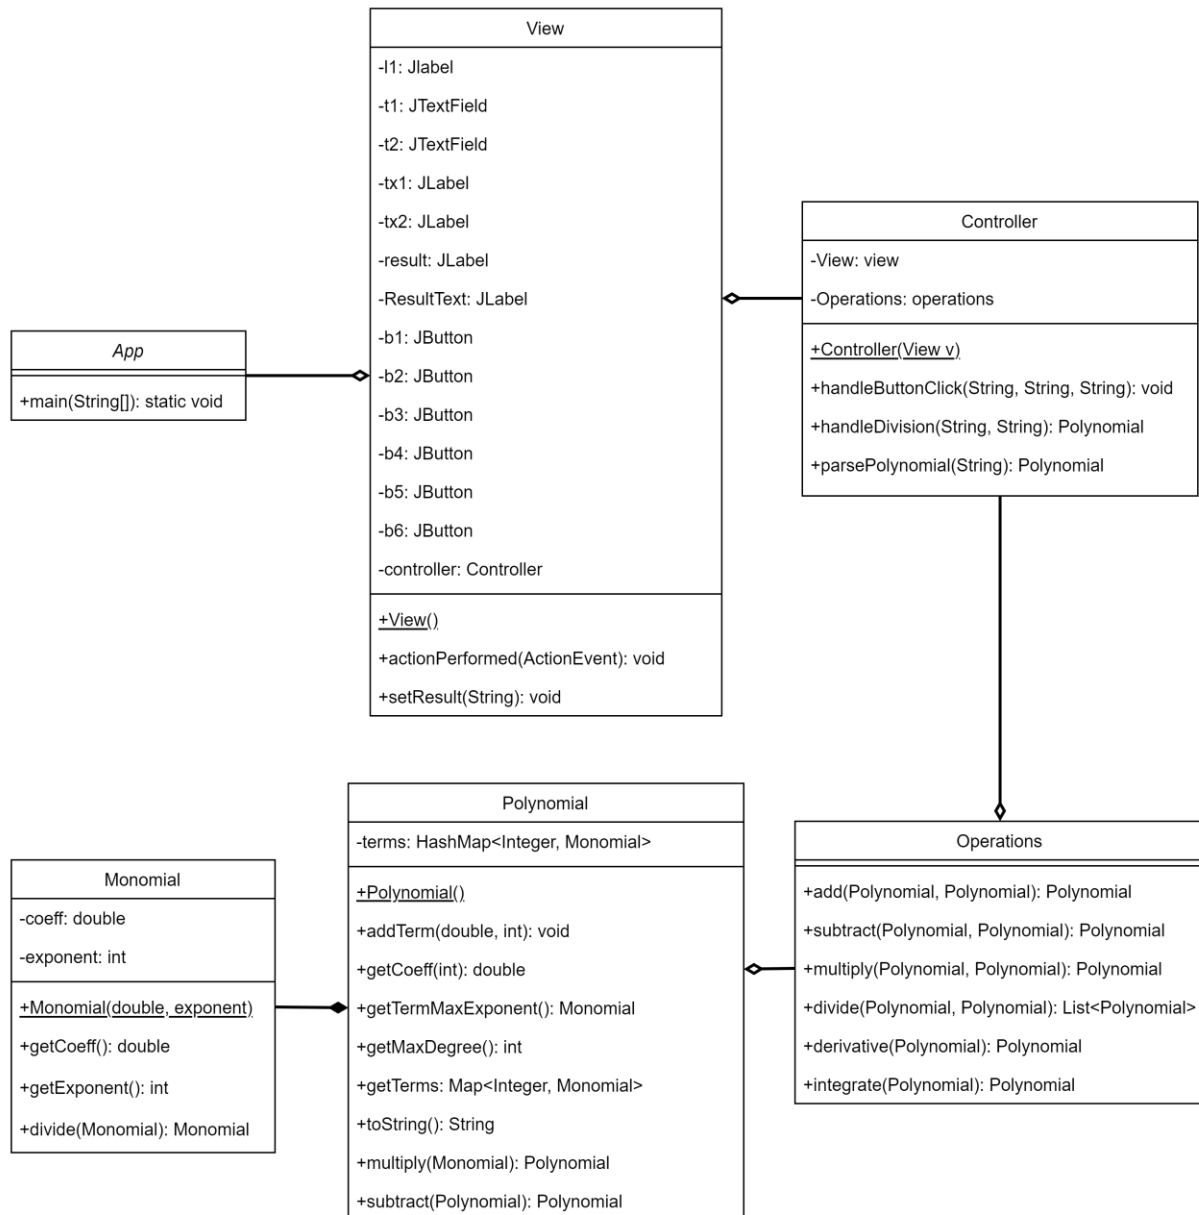 View
-l1: Jlabel
-t1: JTextField
-t2: JTextField
-tx1: JLabel
-tx2: JLabel
-result: JLabel
-ResultText: JLabel
-b1: JButton
-b2: JButton
-b3: JButton
-b4: JButton
-b5: JButton
-b6: JButton
-controller: Controller
+View()
+actionPerformed(ActionEvent): void
+setResult(String): void
App
+main(String[]): static void
Controller
-View: view
-Operations: operations
+Controller(View v)
+handleButtonClick(String, String, String): void
+handleDivision(String, String): Polynomial
+parsePolynomial(String): Polynomial
Monomial
-coeff: double
-exponent: int
+Monomial(double, exponent)
+getCoeff(): double
+getExponent(): int
+divide(Monomial): Monomial
Polynomial
-terms: HashMap<Integer, Monomial>
+Polynomial()
+addTerm(double, int): void
+getCoeff(int): double
+getTermMaxExponent(): Monomial
+getMaxDegree(): int
+getTerms: Map<Integer, Monomial>
+toString(): String
+multiply(Monomial): Polynomial
+subtract(Polynomial): Polynomial
Operations
+add(Polynomial, Polynomial): Polynomial
+subtract(Polynomial, Polynomial): Polynomial
+multiply(Polynomial, Polynomial): Polynomial
+divide(Polynomial, Polynomial): List<Polynomial>
+derivative(Polynomial): Polynomial
+integrate(Polynomial): Polynomial